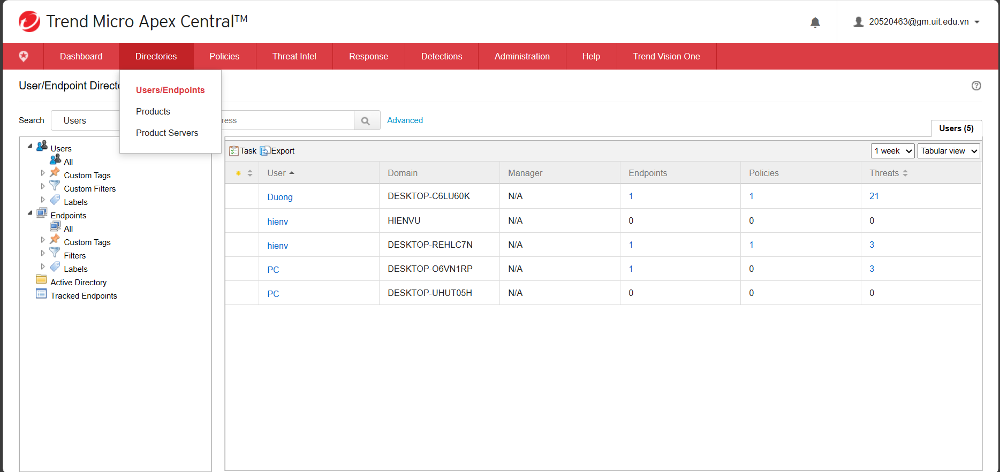 Trend Micro Apex Central™
20520463@gm.uit.edu.vn
Dashboard
Directories
Policies
Threat Intel
Response
Detections
Administration
Help
Trend Vision One
User/Endpoint Directo
Users/Endpoints
Products
Product Servers
Search
Users
ress
Advanced
Users (5)
Users
All
Custom Tags
Custom Filters
Labels
Endpoints
All
Custom Tags
Filters
Labels
Active Directory
Tracked Endpoints
Task
Export
1 week
Tabular view
User Domain Manager Endpoints Policies Threats
Duong DESKTOP-C6LU60K N/A 1 1 21
hienv HIENVU N/A 0 0 0
hienv DESKTOP-REHLC7N N/A 1 1 3
PC DESKTOP-O6VN1RP N/A 1 0 3
PC DESKTOP-UHUT05H N/A 0 0 0